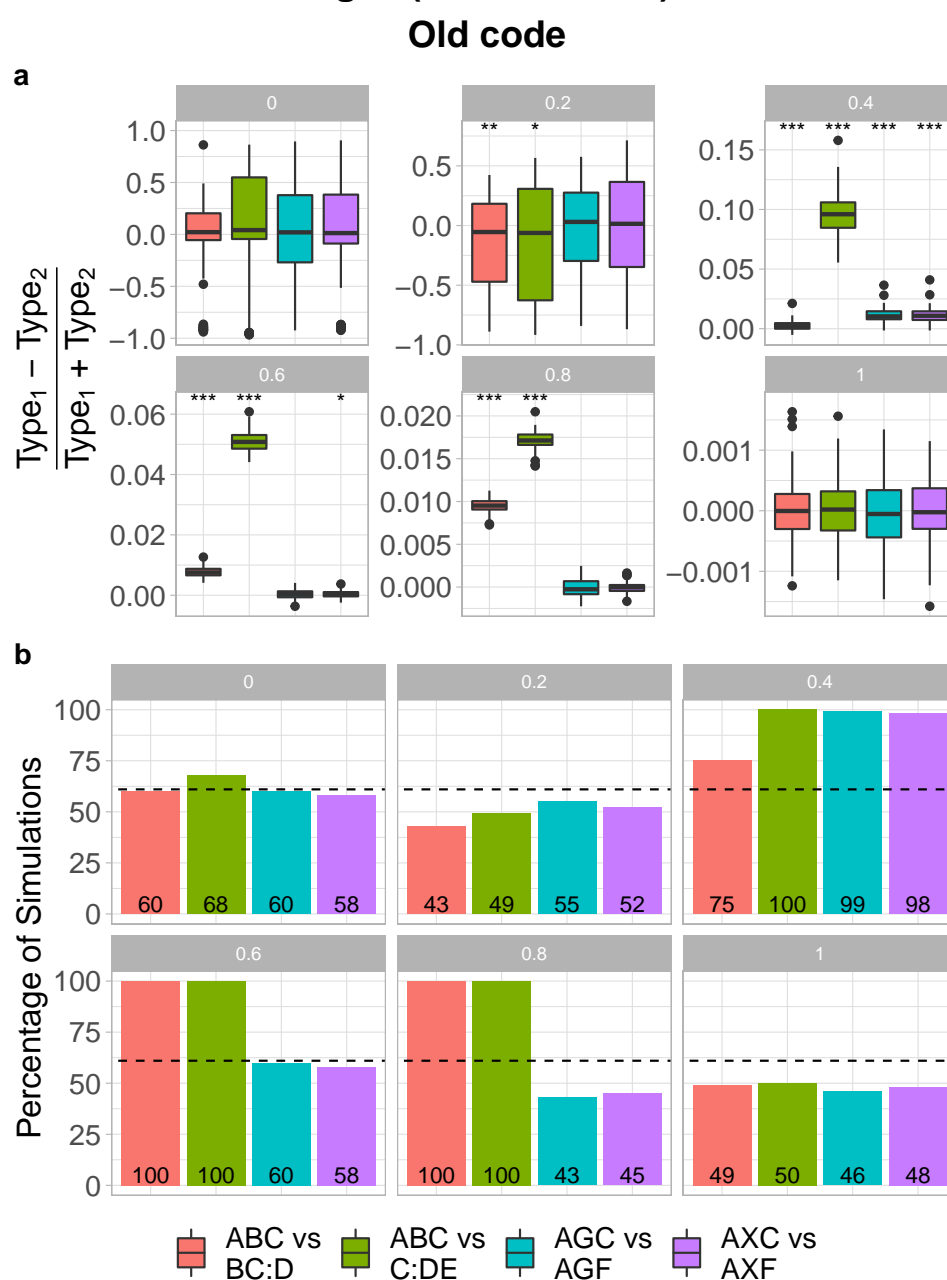 Old code
a
0
0.2
0.4
** *
*** *** *** ***
1.0
0.5
0.0
−0.5
−1.0
0.5
0.0
−0.5
−1.0
0.15
0.10
0.05
0.00
Type₁ − Type₂
Type₁ + Type₂
0.6
0.8
1
*** *** *
*** ***
0.06
0.04
0.02
0.00
0.020
0.015
0.010
0.005
0.000
0.001
0.000
−0.001
b
Percentage of Simulations
0
0.2
0.4
100
75
50
25
0
60 68 60 58
43 49 55 52
75 100 99 98
0.6
0.8
1
100
75
50
25
0
100 100 60 58
100 100 43 45
49 50 46 48
ABC vs
BC:D
ABC vs
C:DE
AGC vs
AGF
AXC vs
AXF